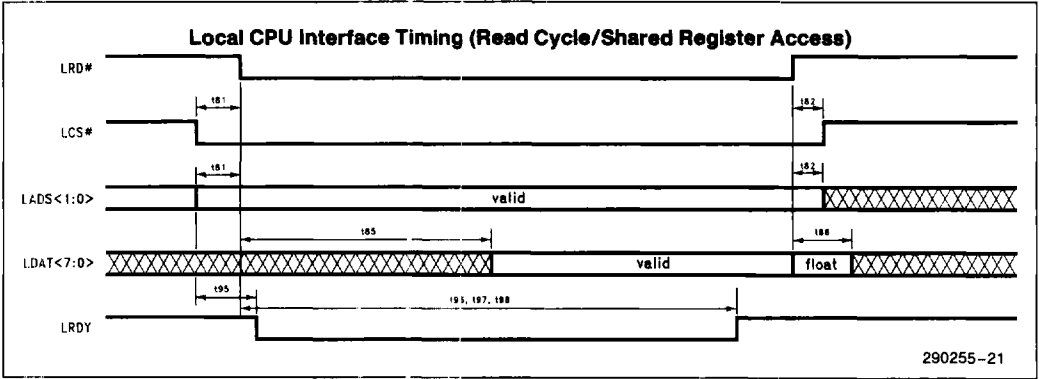 Local CPU Interface Timing (Read Cycle/Shared Register Access)
LRD#
t81
t82
LCS#
t81
t82
LADS<1:0>
valid
t85
t86
LDAT<7:0>
valid
float
t95
t97, t98
LRDY
290255-21